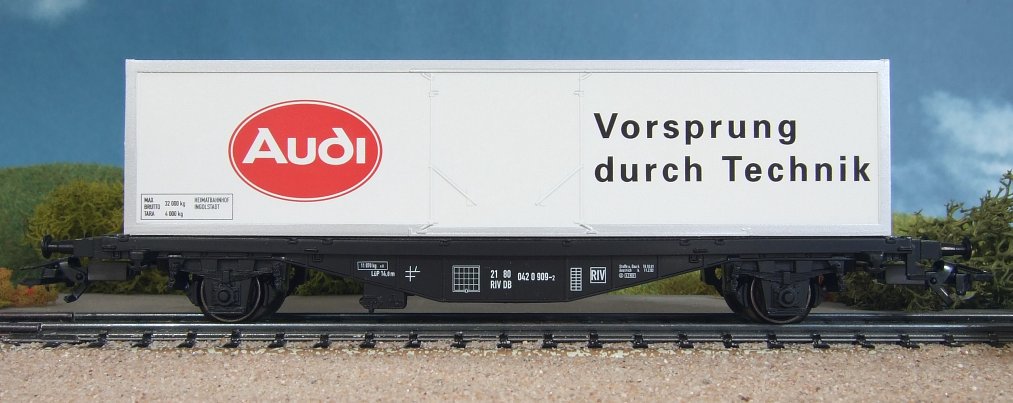 Audi
Vorsprung
durch Technik
MAX.
BRUTTO 32 000 kg
TARA 4 000 kg
HEIMATBAHNHOF
INGOLSTADT
LüP 14,0 m
21 80 042 0 909-2
RIV DB
RIV